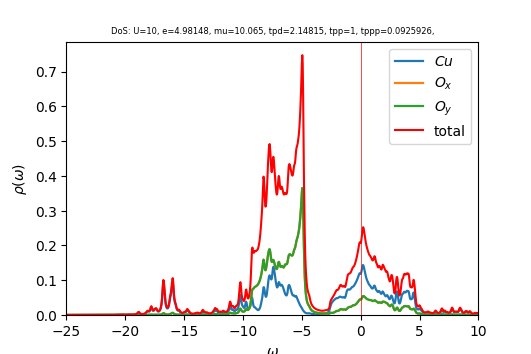 DoS: U=10, e=4.98148, mu=10.065, tpd=2.14815, tpp=1, tppp=0.0925926,
ρ(ω)
0.7
0.6
0.5
0.4
0.3
0.2
0.1
0.0
Cu
O_x
O_y
total
−25 −20 −15 −10 −5 0 5 10
ω